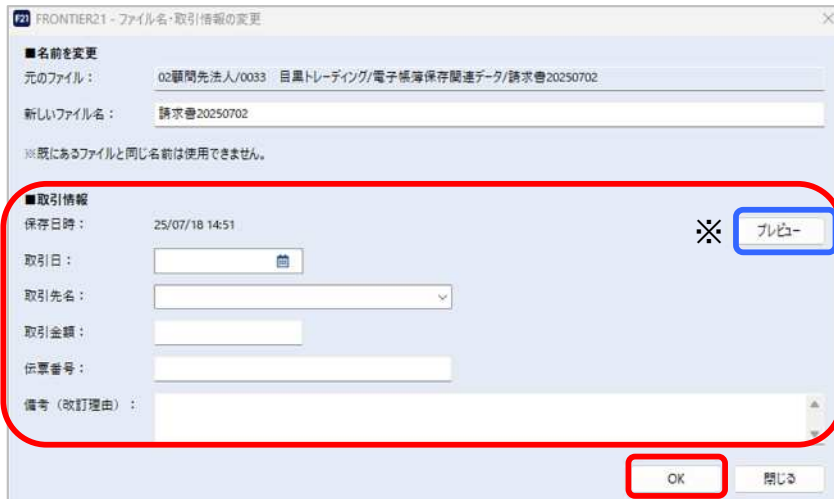 F21 FRONTIER21 - ファイル名・取引情報の変更
■名前を変更
元のファイル： 02顧問先法人/0033 目黒トレーディング/電子帳簿保存関連データ/請求書20250702
新しいファイル名： 請求書20250702
※既にあるファイルと同じ名前は使用できません。
■取引情報
保存日時： 25/07/18 14:51
※ プレビュー
取引日：
取引先名：
取引金額：
伝票番号：
備考（改訂理由）：
OK 閉じる